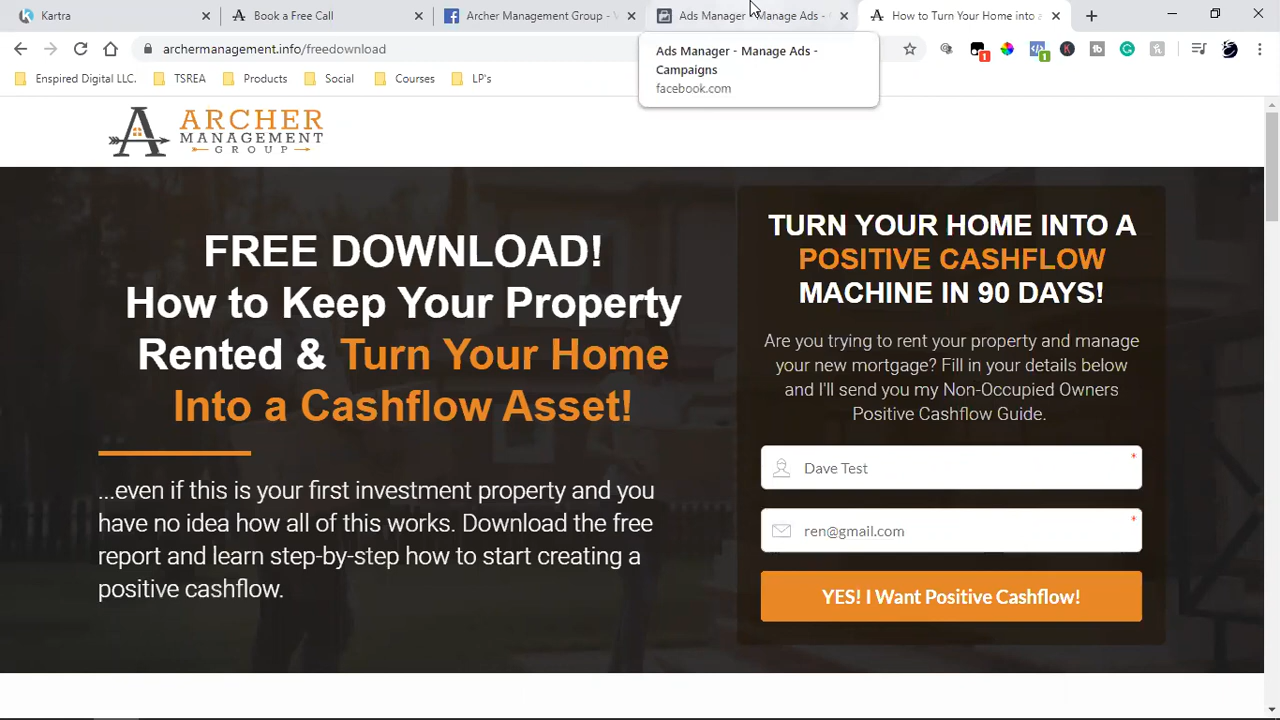 Kartra
Book a Free Call
Archer Management Group -
Ads Manager - Manage Ads -
How to Turn Your Home into a
archermanagement.info/freedownload
Ads Manager - Manage Ads -
Campaigns
facebook.com
1
1
Enspired Digital LLC.
TSREA
Products
Social
Courses
LP's
ARCHER
MANAGEMENT
GROUP
FREE DOWNLOAD!
How to Keep Your Property
Rented & Turn Your Home
Into a Cashflow Asset!
...even if this is your first investment property and you
have no idea how all of this works. Download the free
report and learn step-by-step how to start creating a
positive cashflow.
TURN YOUR HOME INTO A
POSITIVE CASHFLOW
MACHINE IN 90 DAYS!
Are you trying to rent your property and manage
your new mortgage? Fill in your details below
and I'll send you my Non-Occupied Owners
Positive Cashflow Guide.
Dave Test
*
ren@gmail.com
*
YES! I Want Positive Cashflow!